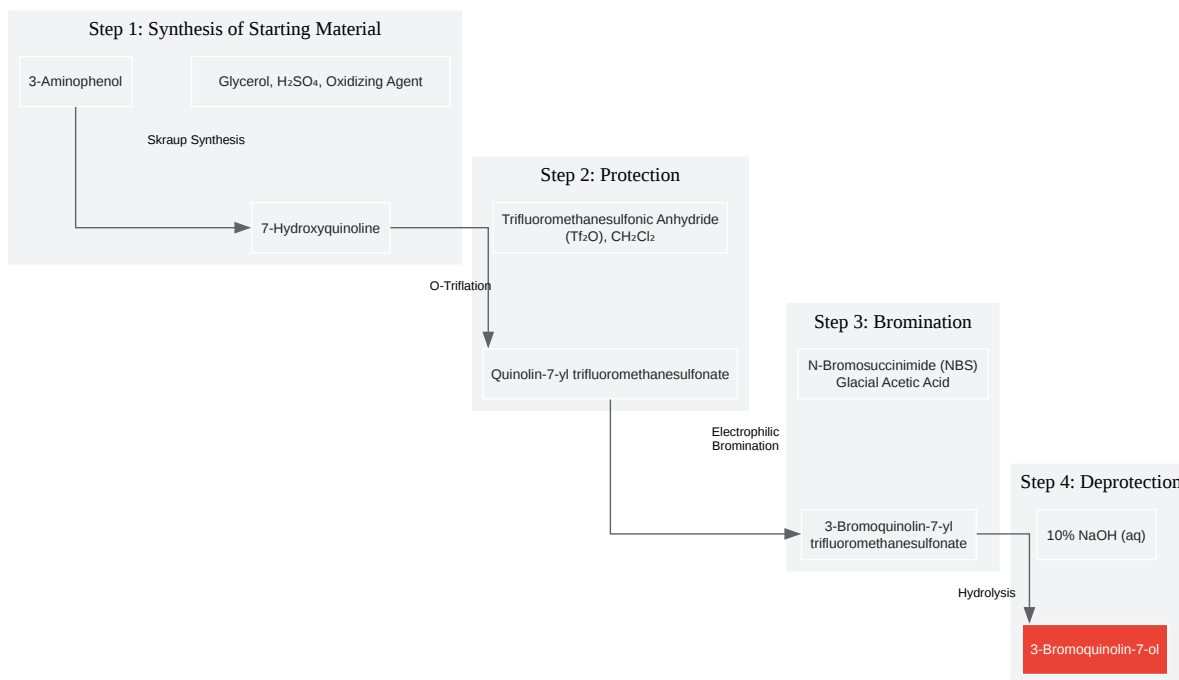 Step 1: Synthesis of Starting Material
3-Aminophenol
Glycerol, H₂SO₄, Oxidizing Agent
Skraup Synthesis
7-Hydroxyquinoline
Step 2: Protection
Trifluoromethanesulfonic Anhydride
(Tf₂O), CH₂Cl₂
O-Triflation
Quinolin-7-yl trifluoromethanesulfonate
Step 3: Bromination
N-Bromosuccinimide (NBS)
Glacial Acetic Acid
Electrophilic
Bromination
3-Bromoquinolin-7-yl
trifluoromethanesulfonate
Step 4: Deprotection
10% NaOH (aq)
Hydrolysis
3-Bromoquinolin-7-ol